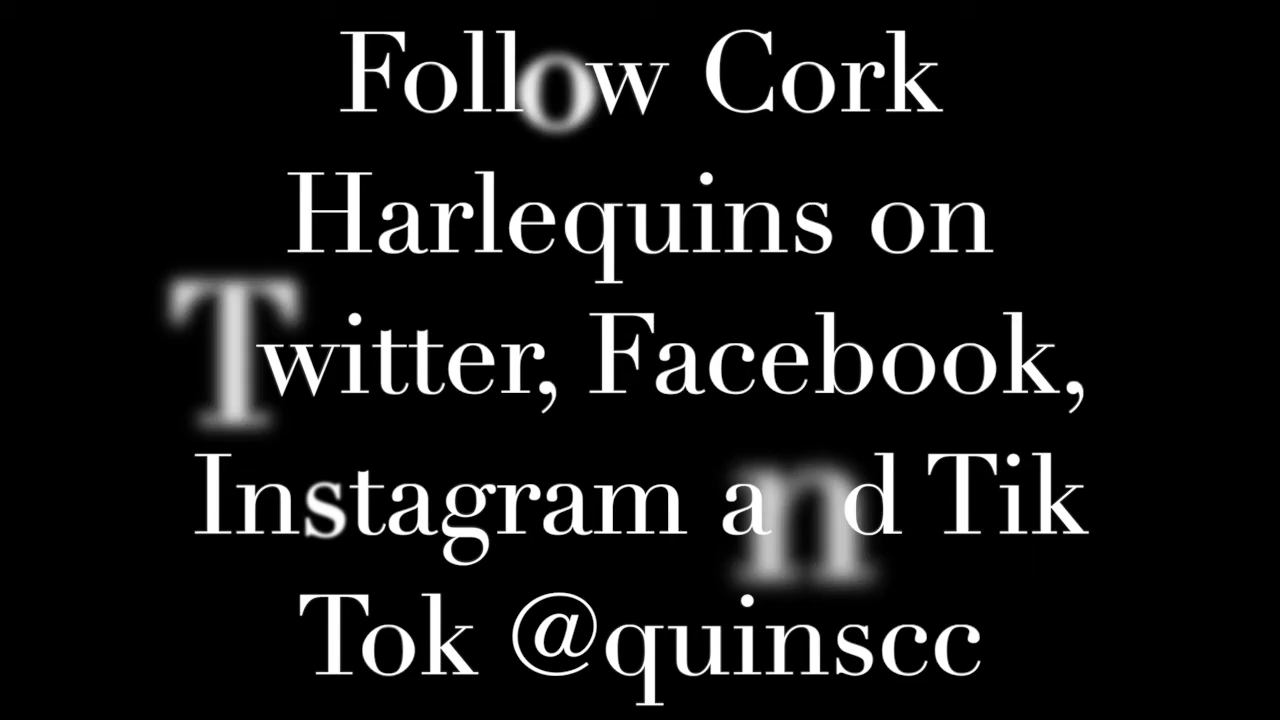 Follow Cork
Harlequins on
Twitter, Facebook,
Instagram and Tik
Tok @quinscc